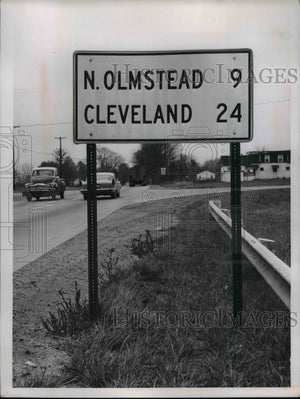 N. OLMSTEAD 9
CLEVELAND 24
HISTORIC IMAGES
HISTORIC IMAGES